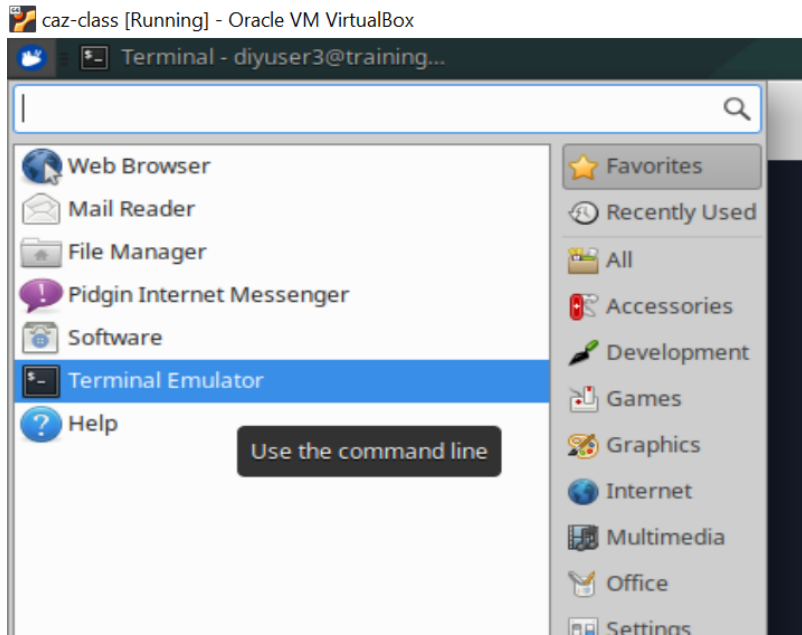 caz-class [Running] - Oracle VM VirtualBox
Terminal - diyuser3@training...
Web Browser
Mail Reader
File Manager
Pidgin Internet Messenger
Software
Terminal Emulator
Help
Use the command line
Favorites
Recently Used
All
Accessories
Development
Games
Graphics
Internet
Multimedia
Office
Settings